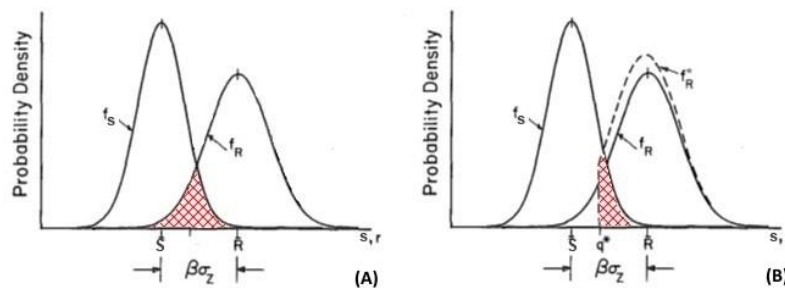 Probability Density
f_S
f_R
s, r
S̄
R̄
βσ_Z
(A)
Probability Density
f_S
f_R
f_R*
s,
S̄
q*
R̄
βσ_Z
(B)